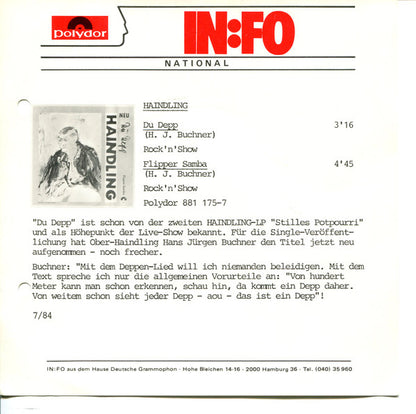 polydor
IN:FO
NATIONAL
HAINDLING
NEU
Du Depp
HAINDLING
Du Depp 3'16
(H. J. Buchner)
Rock'n'Show
Flipper Samba 4'45
(H. J. Buchner)
Rock'n'Show
Polydor 881 175-7
"Du Depp" ist schon von der zweiten HAINDLING-LP "Stilles Potpourri"
und als Höhepunkt der Live-Show bekannt. Für die Single-Veröffent-
lichung hat Ober-Haindling Hans Jürgen Buchner den Titel jetzt neu
aufgenommen - noch frecher.
Buchner: "Mit dem Deppen-Lied will ich niemanden beleidigen. Mit dem
Text spreche ich nur die allgemeinen Vorurteile an: "Von hundert
Meter kann man schon erkennen, schau hin, da kommt ein Depp daher.
Von weitem schon sieht jeder Depp - aou - das ist ein Depp"!
7/84
IN:FO aus dem Hause Deutsche Grammophon · Hohe Bleichen 14-16 · 2000 Hamburg 36 · Tel. (040) 35 960